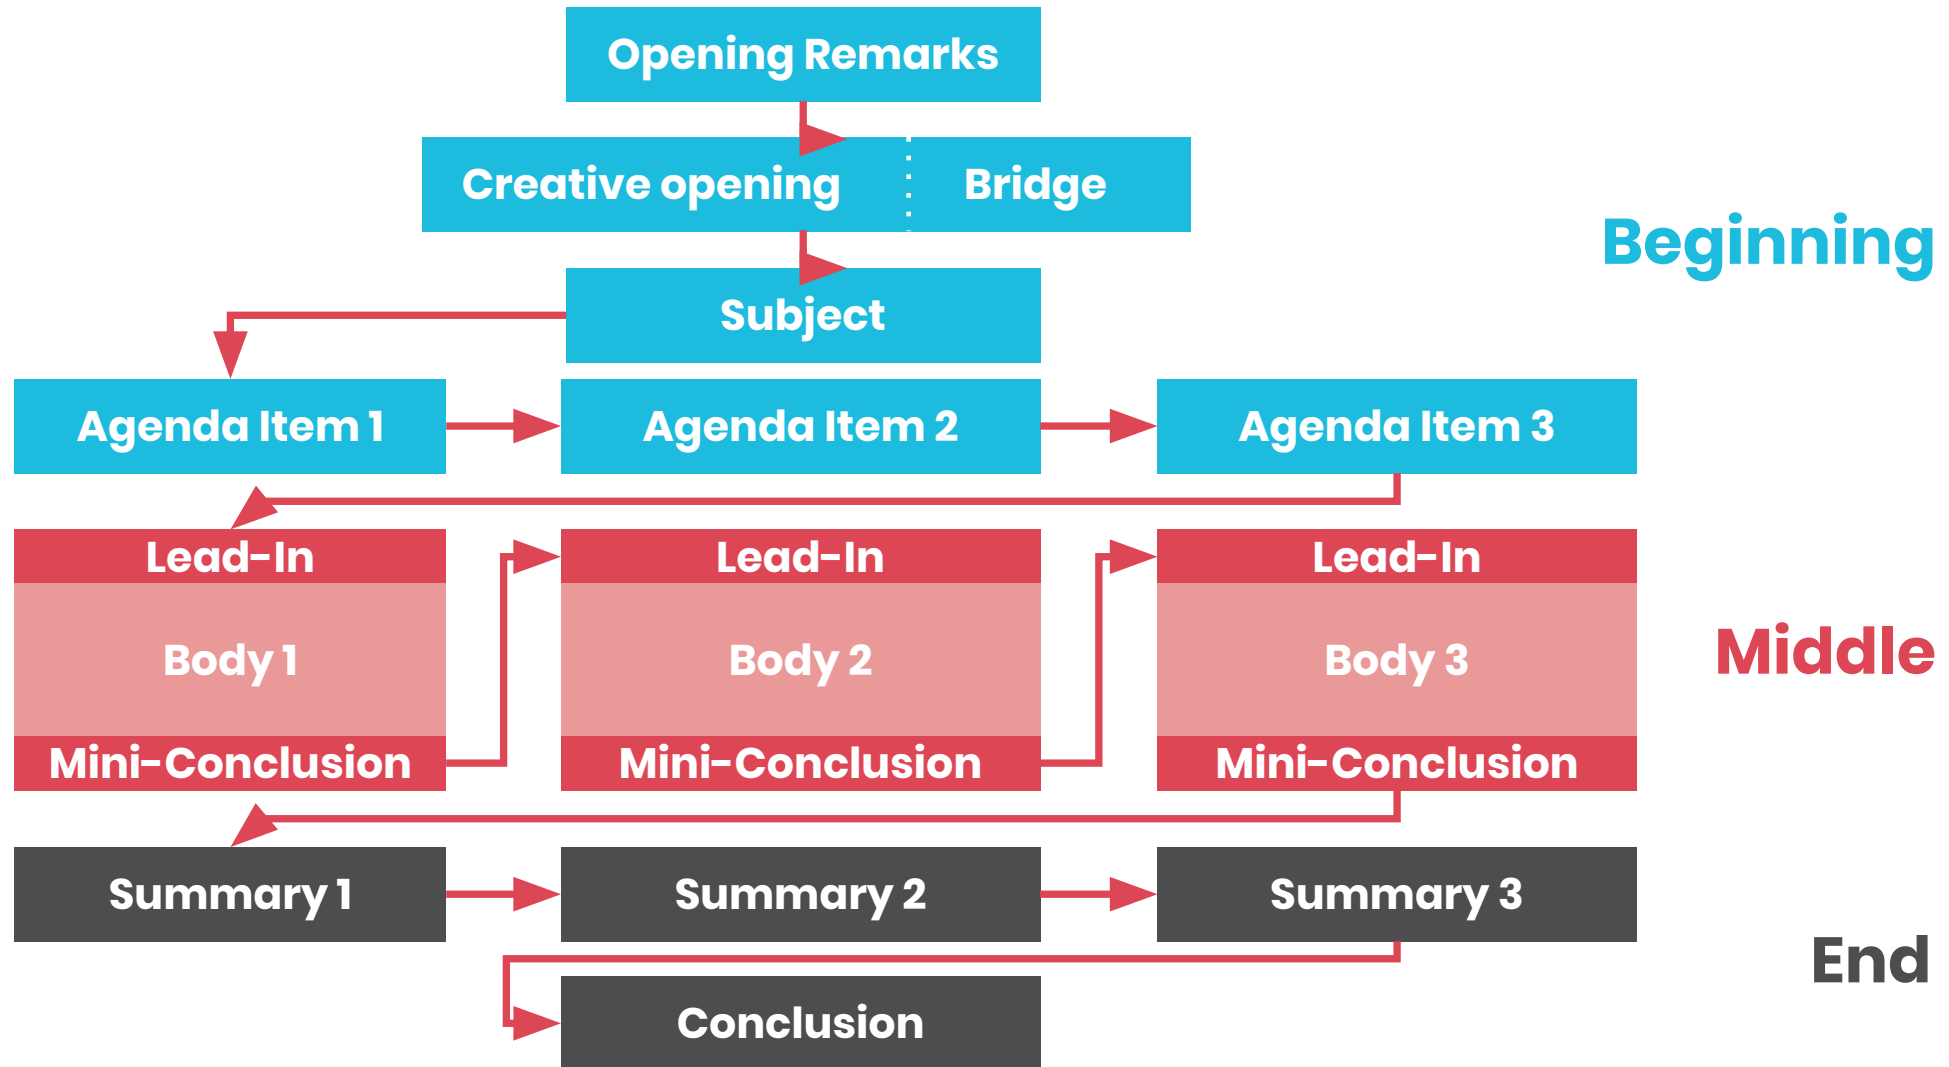 Opening Remarks
Creative opening
Bridge
Beginning
Subject
Agenda Item 1
Agenda Item 2
Agenda Item 3
Lead-In
Lead-In
Lead-In
Body 1
Body 2
Body 3
Middle
Mini-Conclusion
Mini-Conclusion
Mini-Conclusion
Summary 1
Summary 2
Summary 3
End
Conclusion